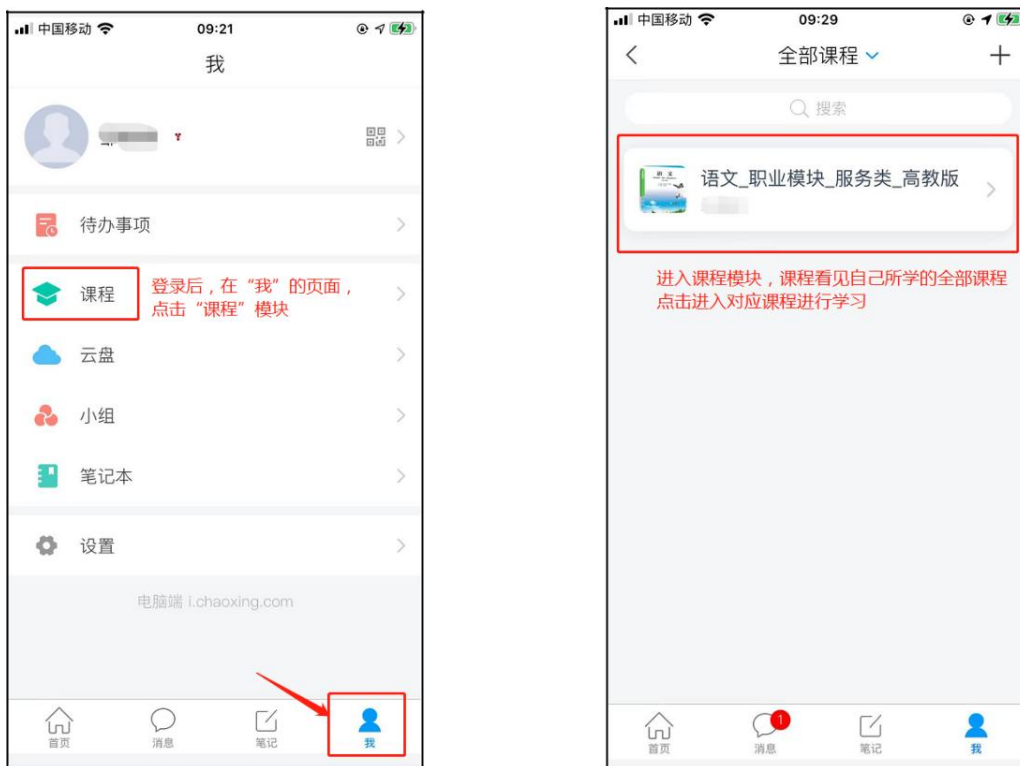 中国移动
09:21
我
待办事项
课程
登录后，在“我”的页面，
点击“课程”模块
云盘
小组
笔记本
设置
电脑端 i.chaoxing.com
首页
消息
笔记
我
中国移动
09:29
全部课程
搜索
语文_职业模块_服务类_高教版
进入课程模块，课程看见自己所学的全部课程
点击进入对应课程进行学习
1
首页
消息
笔记
我